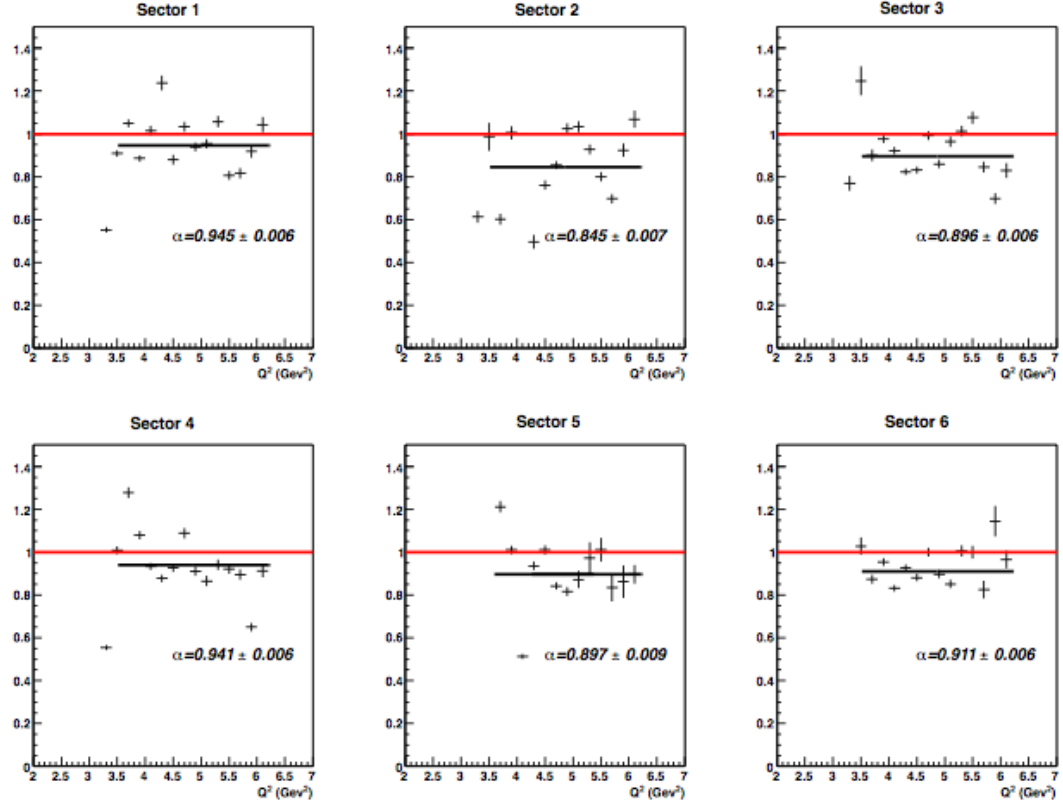 Sector 1
1.4
1.2
1
0.8
0.6
0.4
0.2
0
α=0.945 ± 0.006
2 2.5 3 3.5 4 4.5 5 5.5 6 6.5 7
Q² (Gev²)
Sector 2
1.4
1.2
1
0.8
0.6
0.4
0.2
0
α=0.845 ± 0.007
2 2.5 3 3.5 4 4.5 5 5.5 6 6.5 7
Q² (Gev²)
Sector 3
1.4
1.2
1
0.8
0.6
0.4
0.2
0
α=0.896 ± 0.006
2 2.5 3 3.5 4 4.5 5 5.5 6 6.5 7
Q² (Gev²)
Sector 4
1.4
1.2
1
0.8
0.6
0.4
0.2
0
α=0.941 ± 0.006
2 2.5 3 3.5 4 4.5 5 5.5 6 6.5 7
Q² (Gev²)
Sector 5
1.4
1.2
1
0.8
0.6
0.4
0.2
0
α=0.897 ± 0.009
2 2.5 3 3.5 4 4.5 5 5.5 6 6.5 7
Q² (Gev²)
Sector 6
1.4
1.2
1
0.8
0.6
0.4
0.2
0
α=0.911 ± 0.006
2 2.5 3 3.5 4 4.5 5 5.5 6 6.5 7
Q² (Gev²)